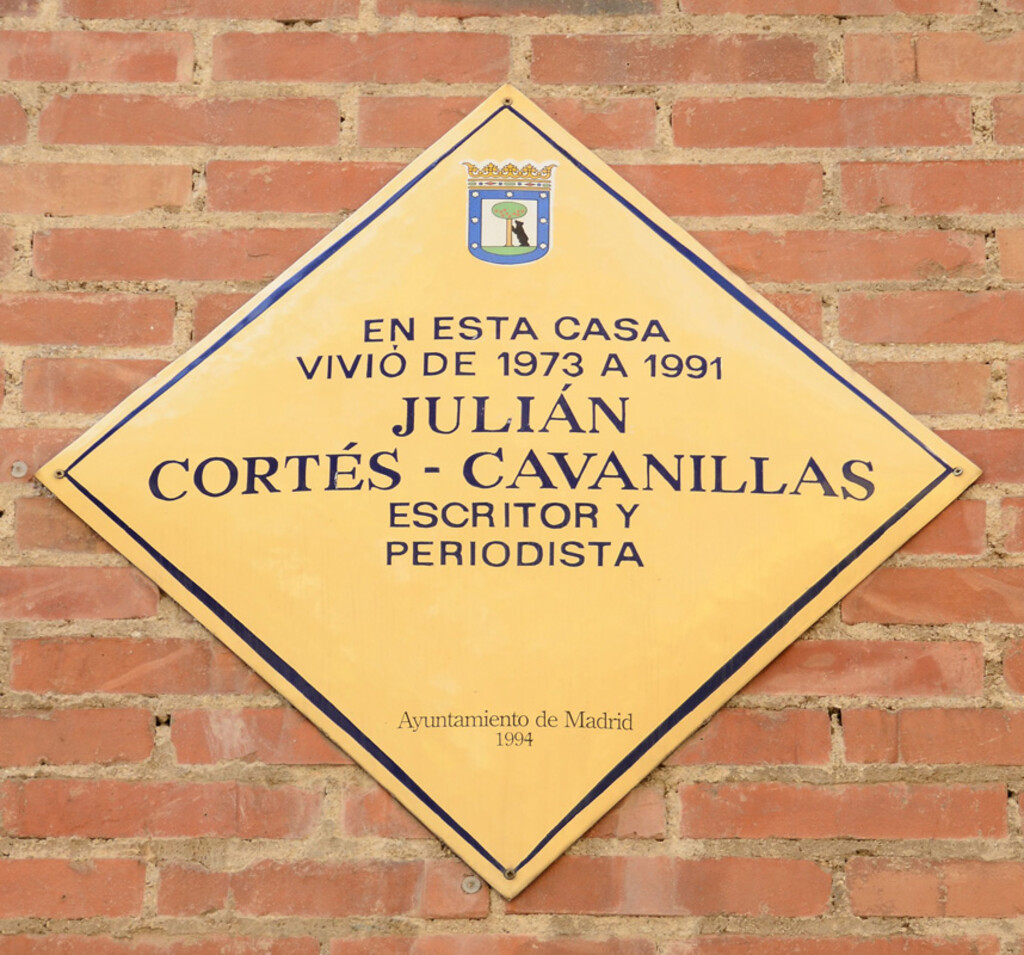 EN ESTA CASA
VIVIÓ DE 1973 A 1991
JULIÁN
CORTÉS - CAVANILLAS
ESCRITOR Y
PERIODISTA
Ayuntamiento de Madrid
1994